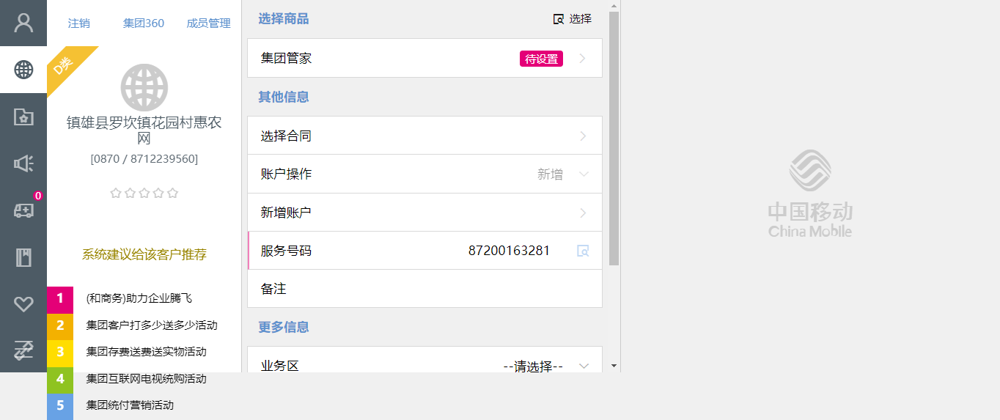 注销 集团360 成员管理
D类
镇雄县罗坎镇花园村惠农
网
[0870 / 8712239560]
0
系统建议给该客户推荐
1 (和商务)助力企业腾飞
2 集团客户打多少送多少活动
3 集团存费送费送实物活动
4 集团互联网电视统购活动
5 集团统付营销活动
选择商品 选择
集团管家 待设置
其他信息
选择合同
账户操作 新增
新增账户
服务号码 87200163281
备注
更多信息
业务区 --请选择--
中国移动
China Mobile